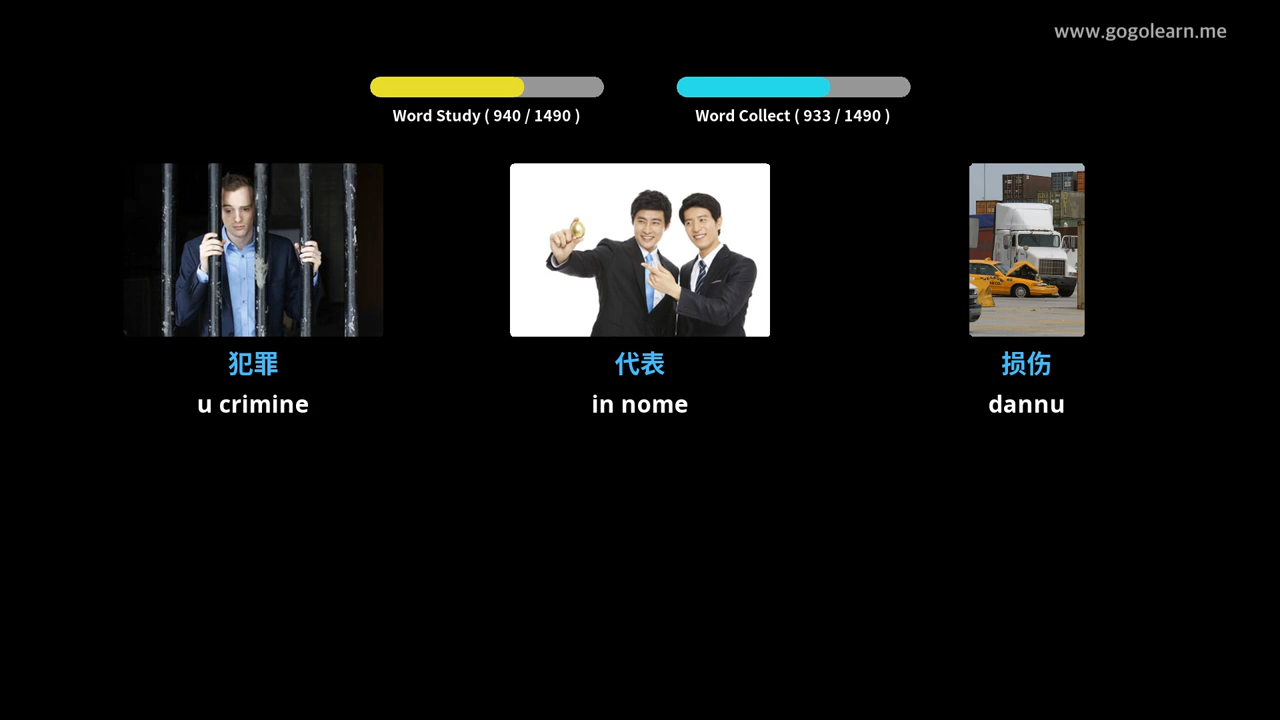 www.gogolearn.me
Word Study ( 940 / 1490 )
Word Collect ( 933 / 1490 )
犯罪
代表
损伤
u crimine
in nome
dannu